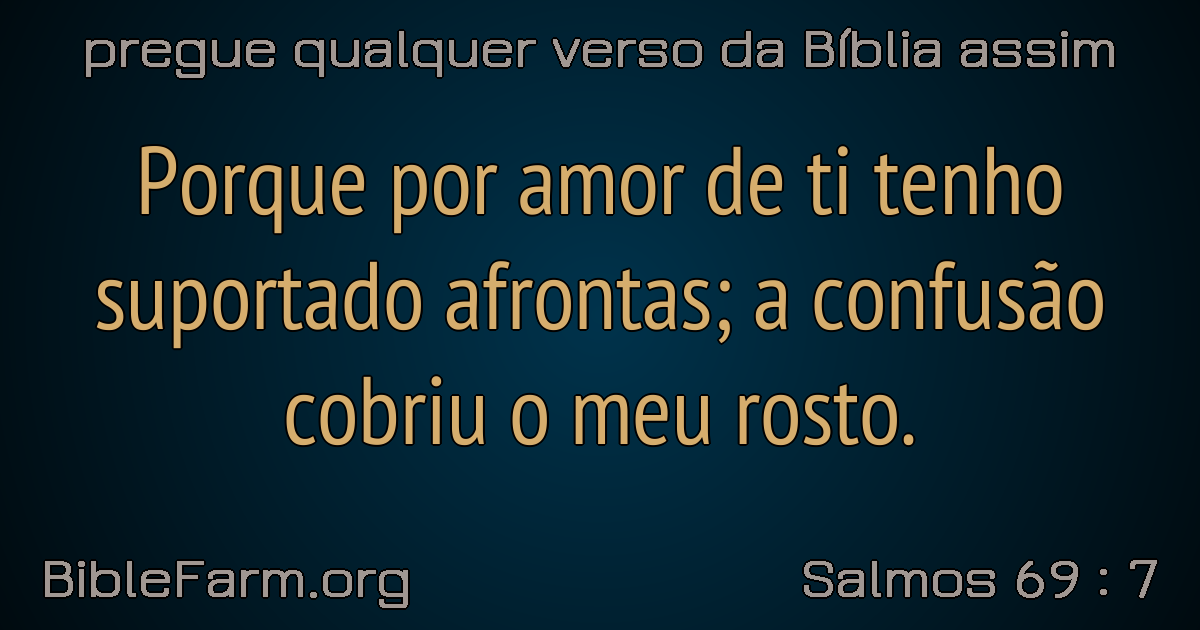 pregue qualquer verso da Bíblia assim
Porque por amor de ti tenho
suportado afrontas; a confusão
cobriu o meu rosto.
BibleFarm.org
Salmos 69 : 7